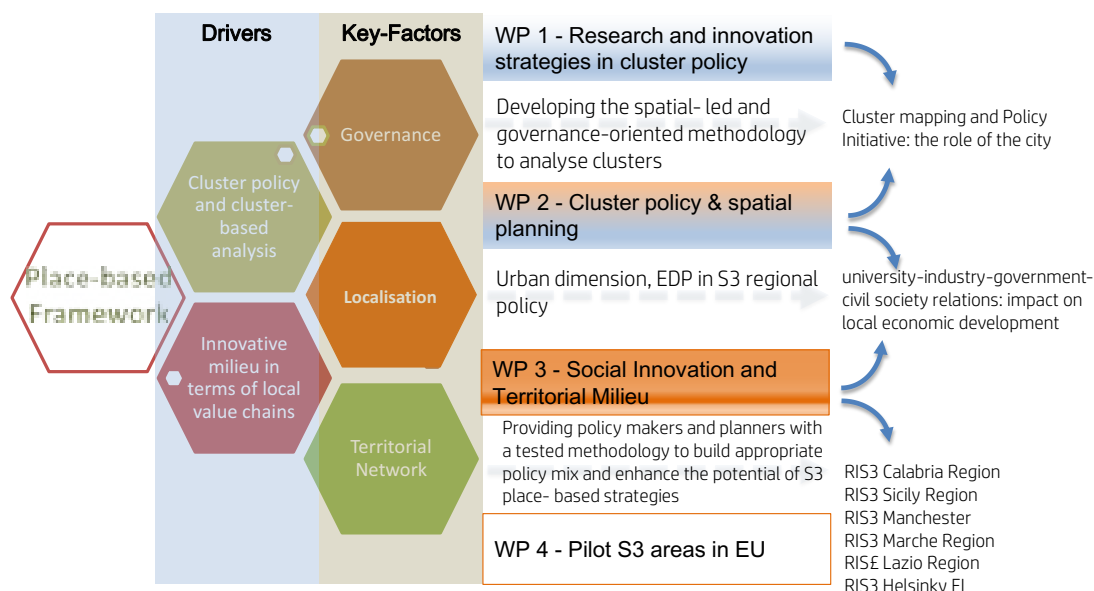 Drivers
Key-Factors
Place-based
Framework
Cluster policy
and cluster-
based
analysis
Innovative
milieu in
terms of local
value chains
Governance
Localisation
Territorial
Network
WP 1 - Research and innovation
strategies in cluster policy
Developing the spatial- led and
governance-oriented methodology
to analyse clusters
WP 2 - Cluster policy & spatial
planning
Urban dimension, EDP in S3 regional
policy
WP 3 - Social Innovation and
Territorial Milieu
Providing policy makers and planners with
a tested methodology to build appropriate
policy mix and enhance the potential of S3
place- based strategies
WP 4 - Pilot S3 areas in EU
Cluster mapping and Policy
Initiative: the role of the city
university-industry-government-
civil society relations: impact on
local economic development
RIS3 Calabria Region
RIS3 Sicily Region
RIS3 Manchester
RIS3 Marche Region
RIS£ Lazio Region
RIS3 Helsinky FI